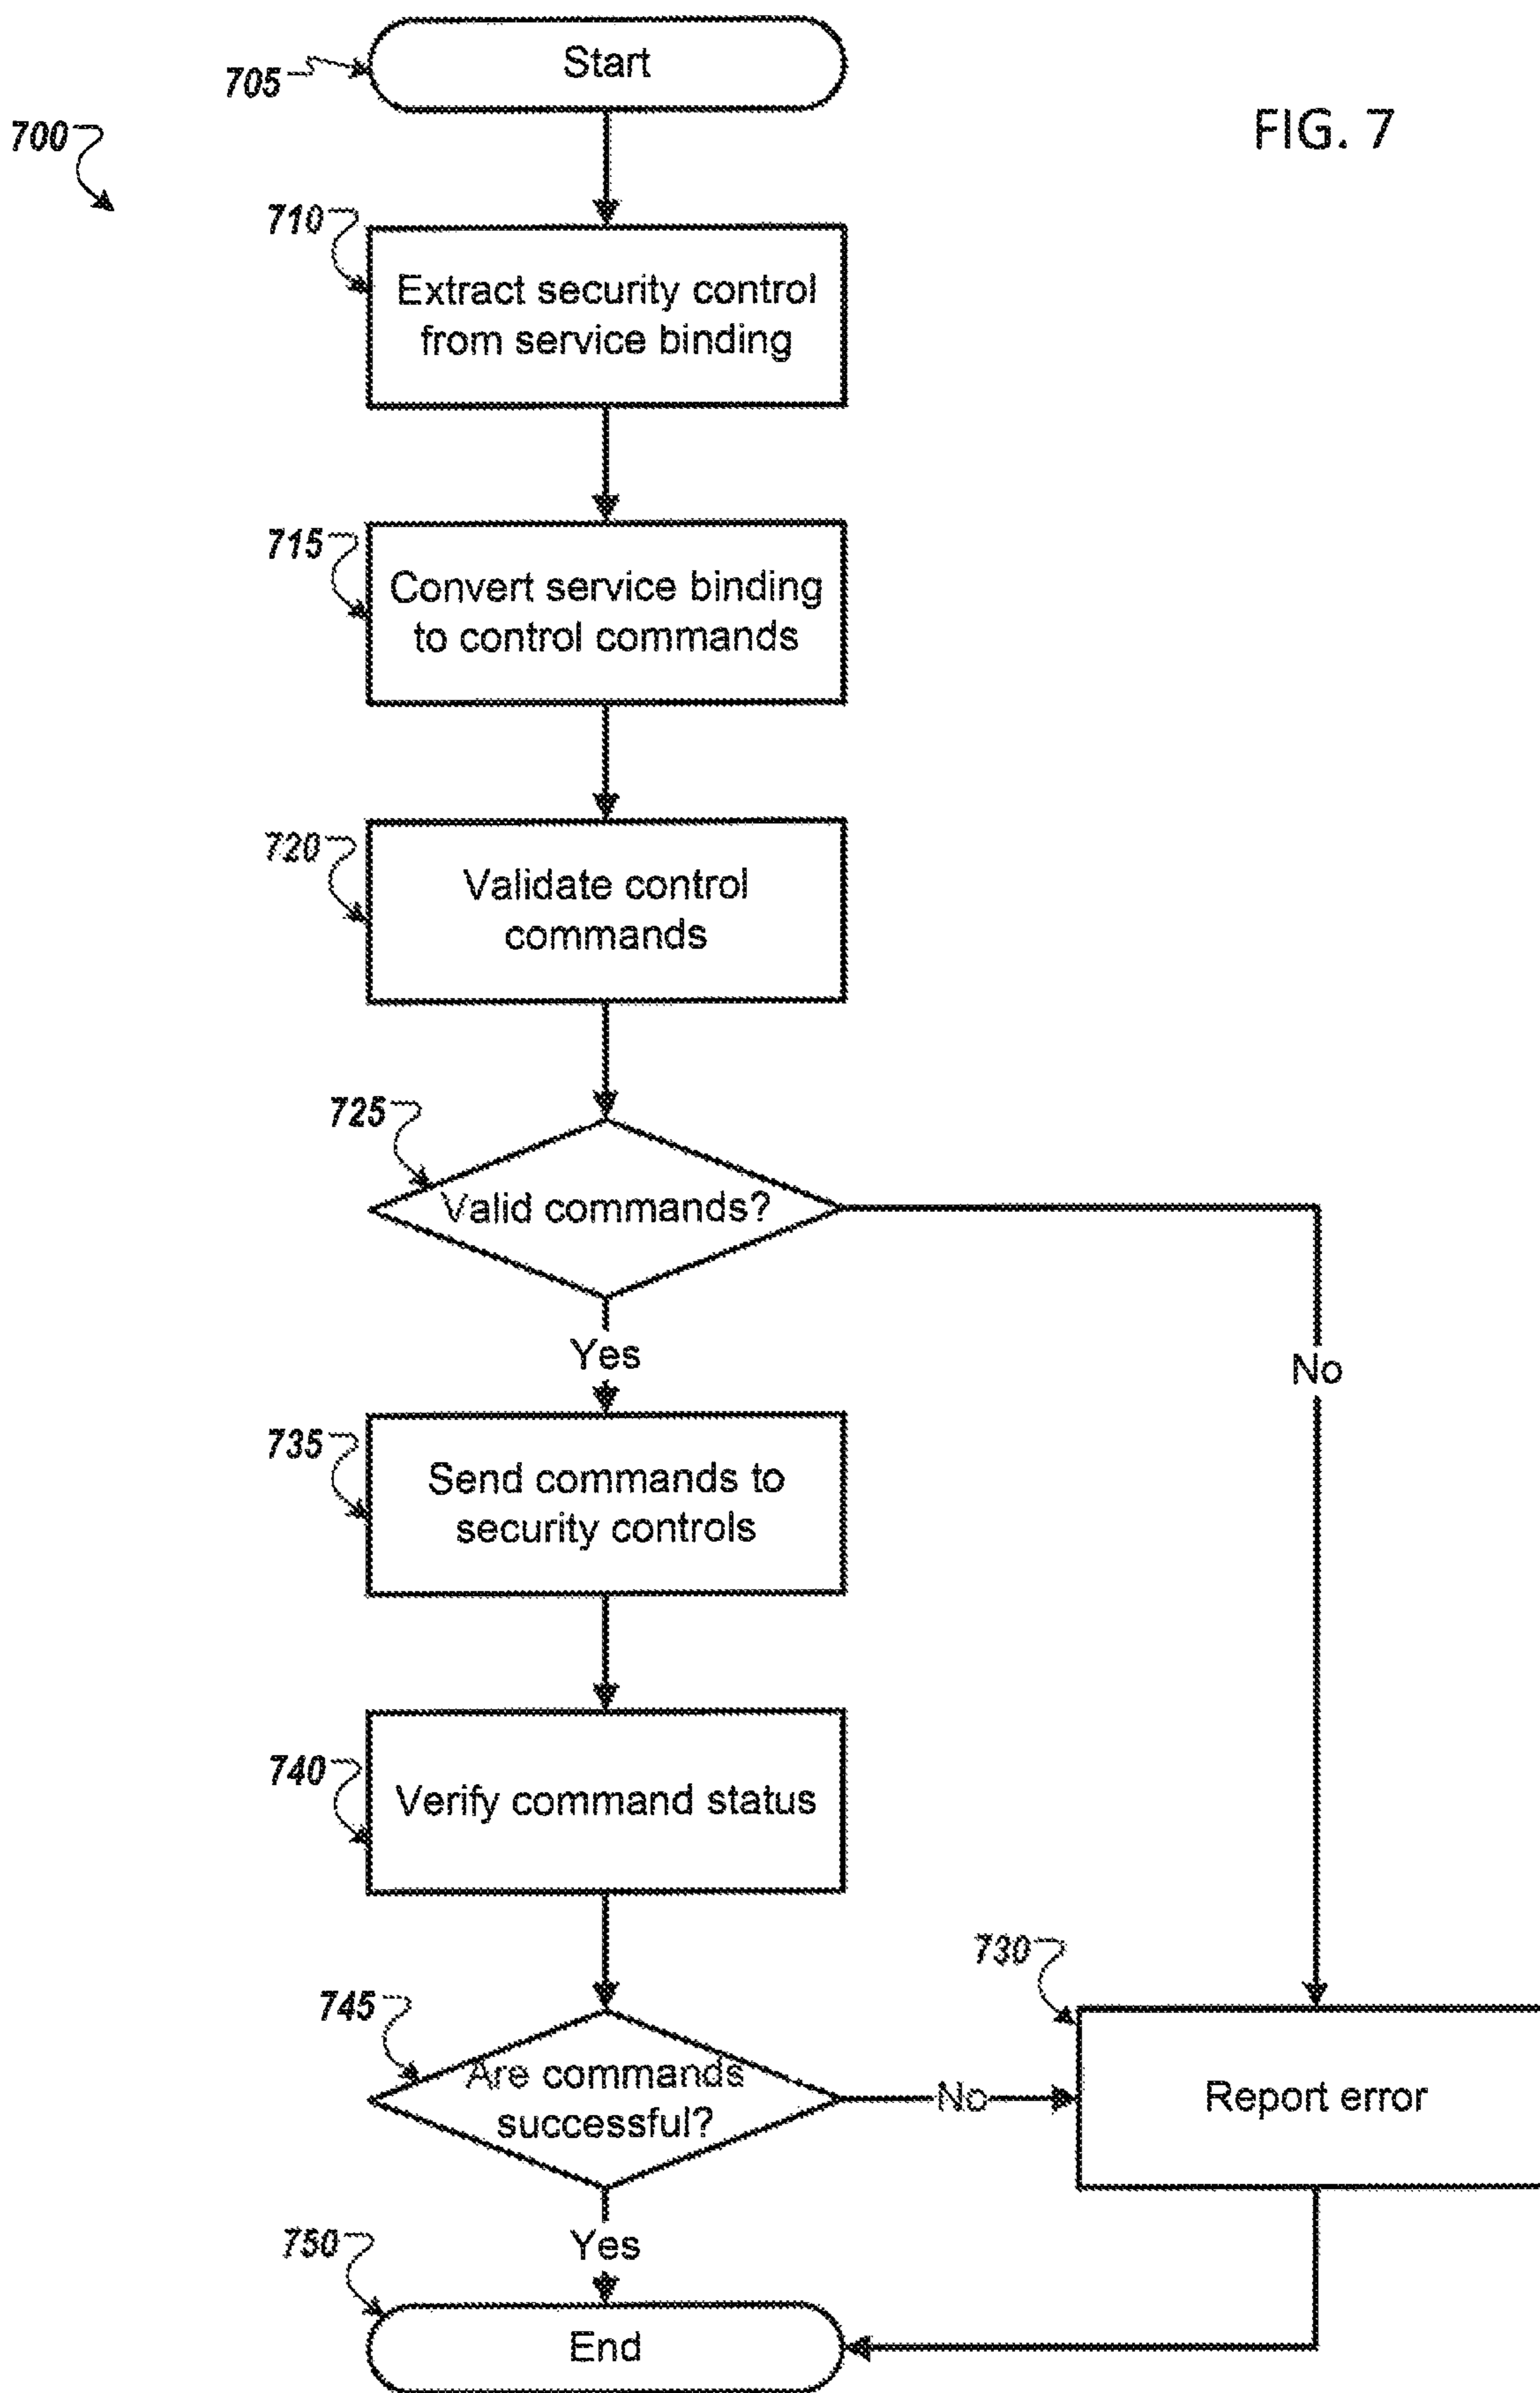 705
Start
FIG. 7
700
710
Extract security control
from service binding
715
Convert service binding
to control commands
720
Validate control
commands
725
Valid commands?
Yes
No
735
Send commands to
security controls
740
Verify command status
730
745
Are commands
successful?
No
Report error
Yes
750
End